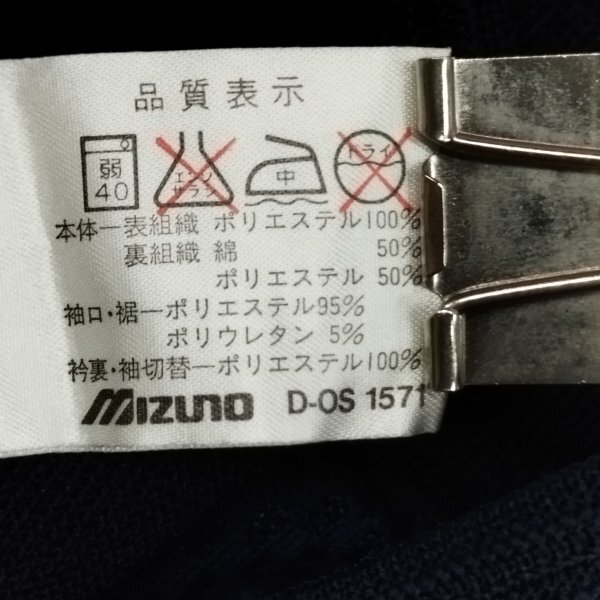 品質表示
弱
40
エンソ
サラシ
中
ドライ
本体ー表組織 ポリエステル100%
裏組織 綿 50%
ポリエステル 50%
袖口・裾ーポリエステル95%
ポリウレタン 5%
衿裏・袖切替ーポリエステル100%
MIZUNO D-OS 1571